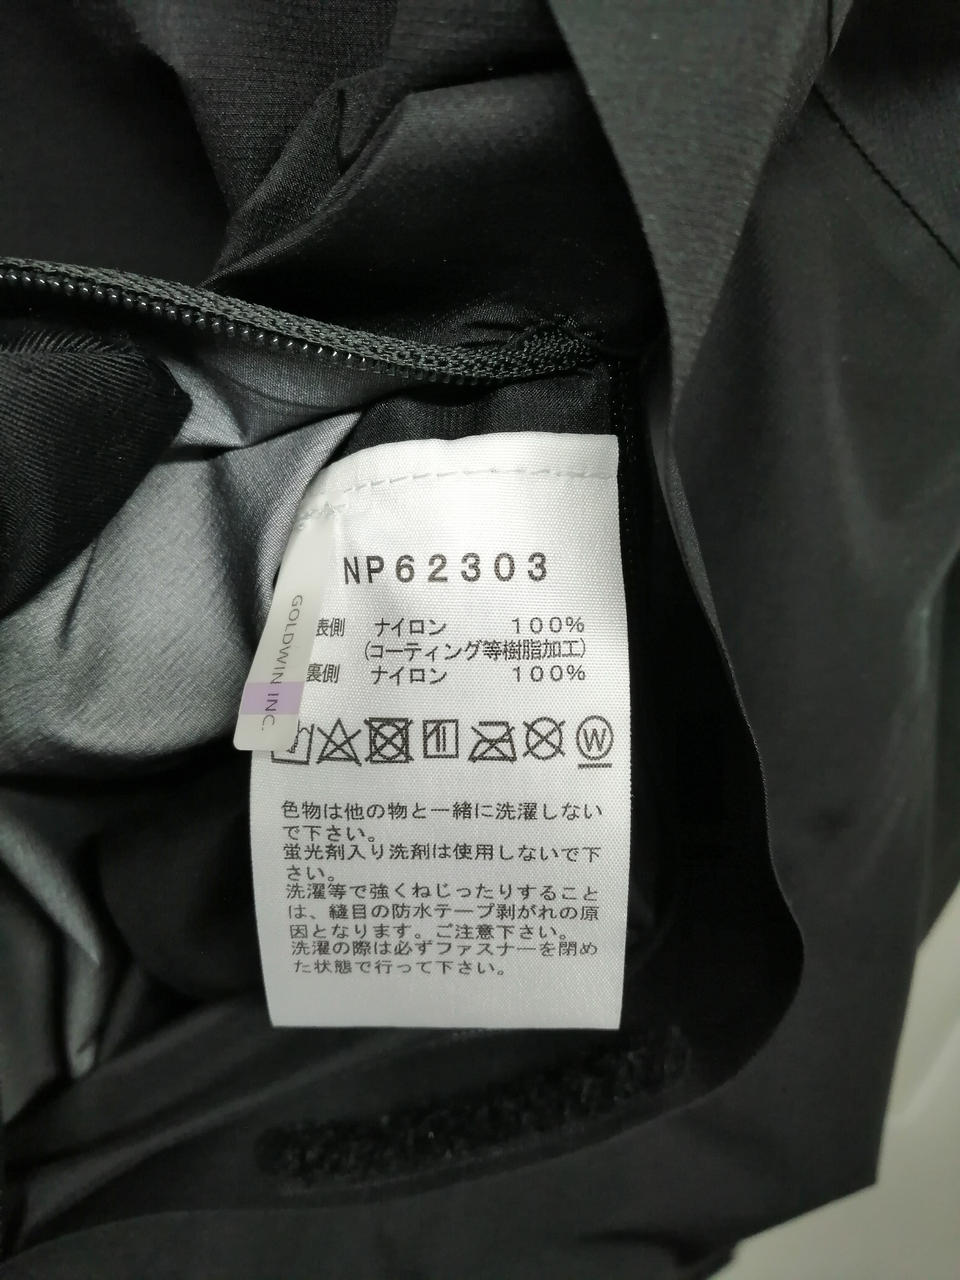 NP62303
表側 ナイロン 100%
(コーティング等樹脂加工)
裏側 ナイロン 100%
GOLDWIN INC.
W
色物は他の物と一緒に洗濯しない
で下さい。
蛍光剤入り洗剤は使用しないで下
さい。
洗濯等で強くねじったりすること
は、縫目の防水テープ剥がれの原
因となります。ご注意下さい。
洗濯の際は必ずファスナーを閉め
た状態で行って下さい。